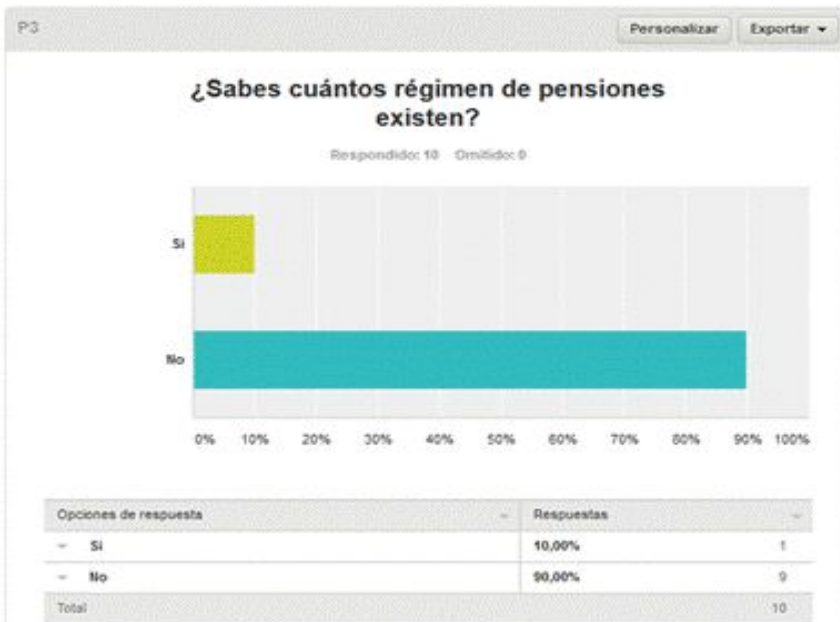 P3 Personalizar Exportar
¿Sabes cuántos régimen de pensiones
existen?
Respondido: 10 Omitido: 0
Si
No
0% 10% 20% 30% 40% 50% 60% 70% 80% 90% 100%
Opciones de respuesta Respuestas
Si 10,00% 1
No 90,00% 9
Total 10